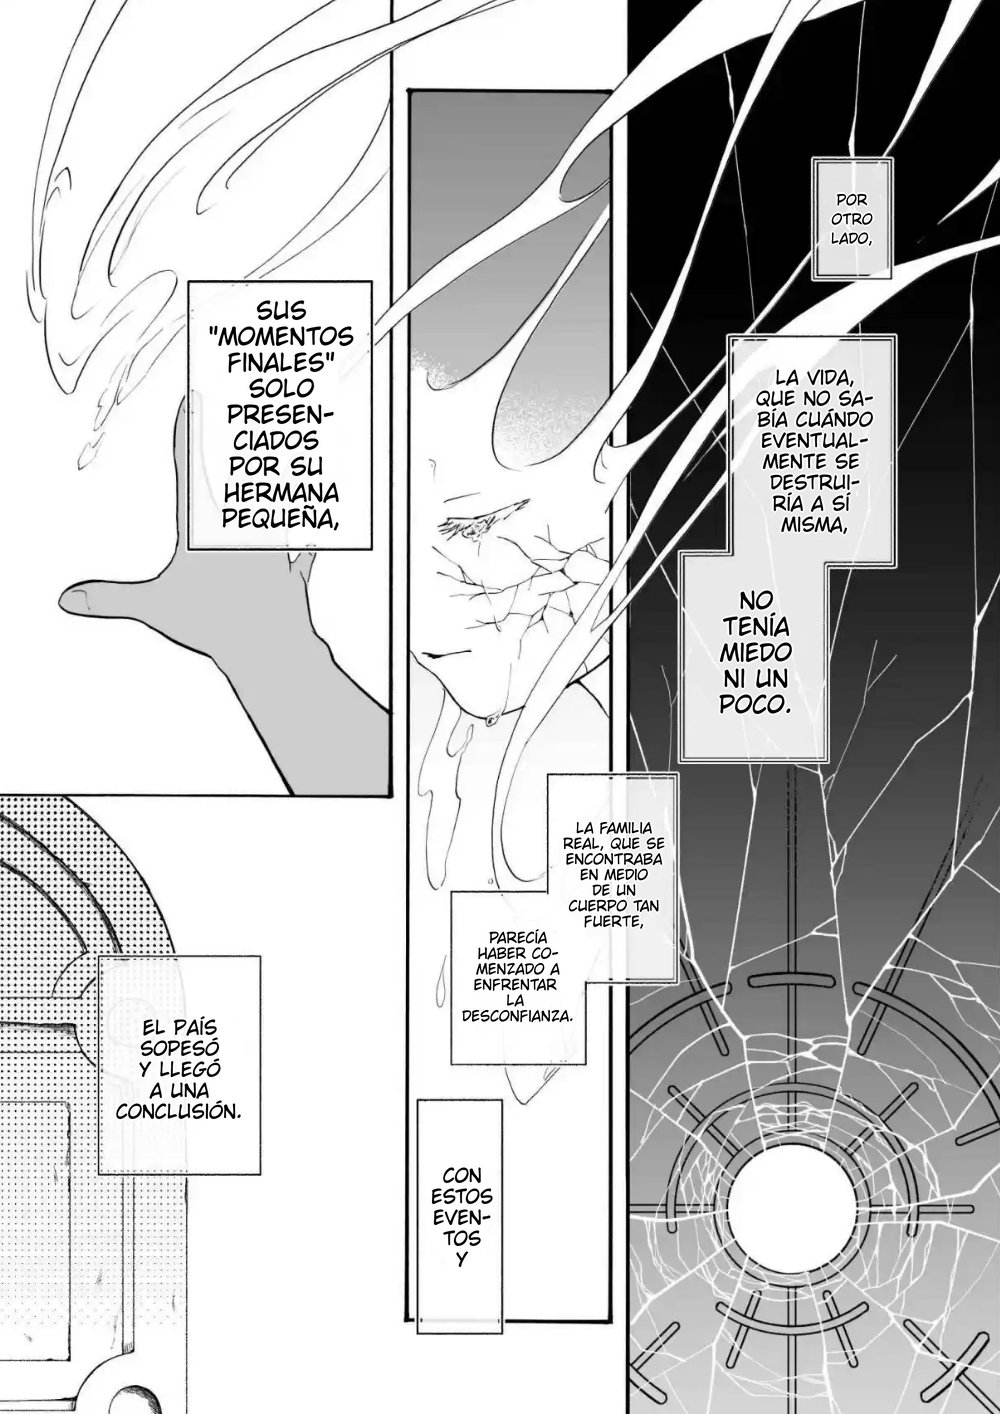 POR
OTRO
LADO,
LA VIDA,
QUE NO SA-
BÍA CUÁNDO
EVENTUAL-
MENTE SE
DESTRUI-
RÍA A SÍ
MISMA,
NO
TENÍA
MIEDO
NI UN
POCO.
LA FAMILIA
REAL, QUE SE
ENCONTRABA
EN MEDIO
DE UN
CUERPO TAN
FUERTE,
PARECÍA
HABER CO-
MENZADO A
ENFRENTAR
LA
DESCONFIANZA.
CON
ESTOS
EVEN-
TOS
Y
SUS
"MOMENTOS
FINALES"
SOLO
PRESEN-
CIADOS
POR SU
HERMANA
PEQUEÑA,
EL PAÍS
SOPESÓ
Y LLEGÓ
A UNA
CONCLUSIÓN.